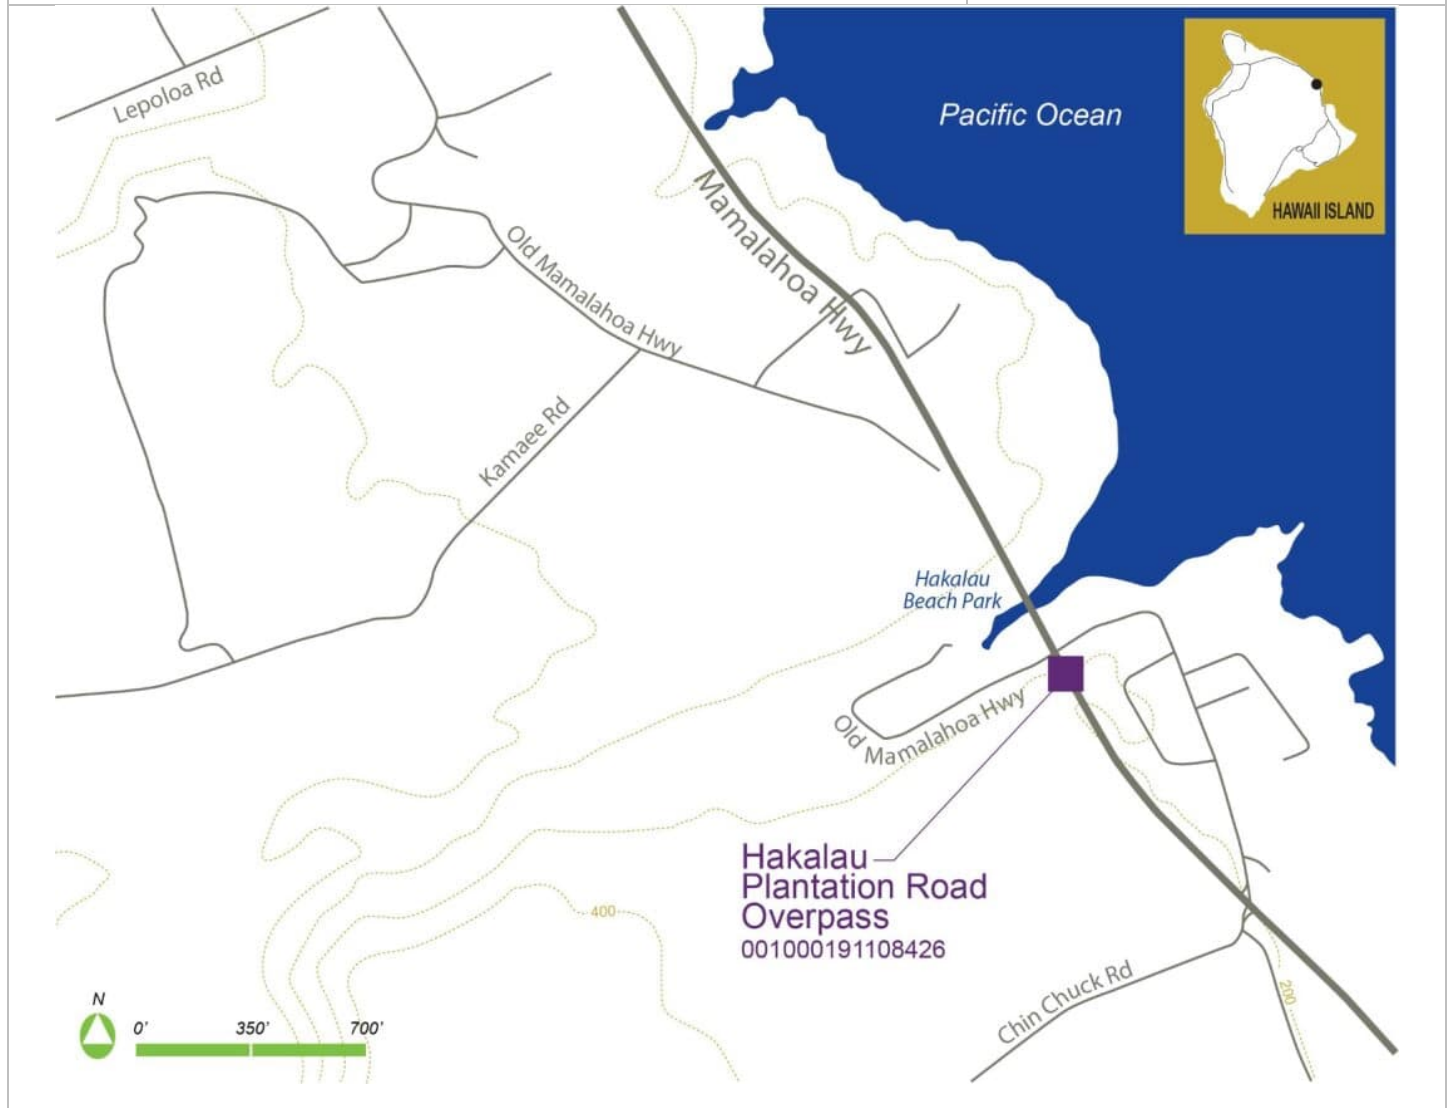 Lepoloa Rd
Pacific Ocean
HAWAII ISLAND
Mamalahoa Hwy
Old Mamalahoa Hwy
Kamaee Rd
Hakalau
Beach Park
Old Mamalahoa Hwy
Hakalau
Plantation Road
Overpass
001000191108426
400
Chin Chuck Rd
200
N
0' 350' 700'